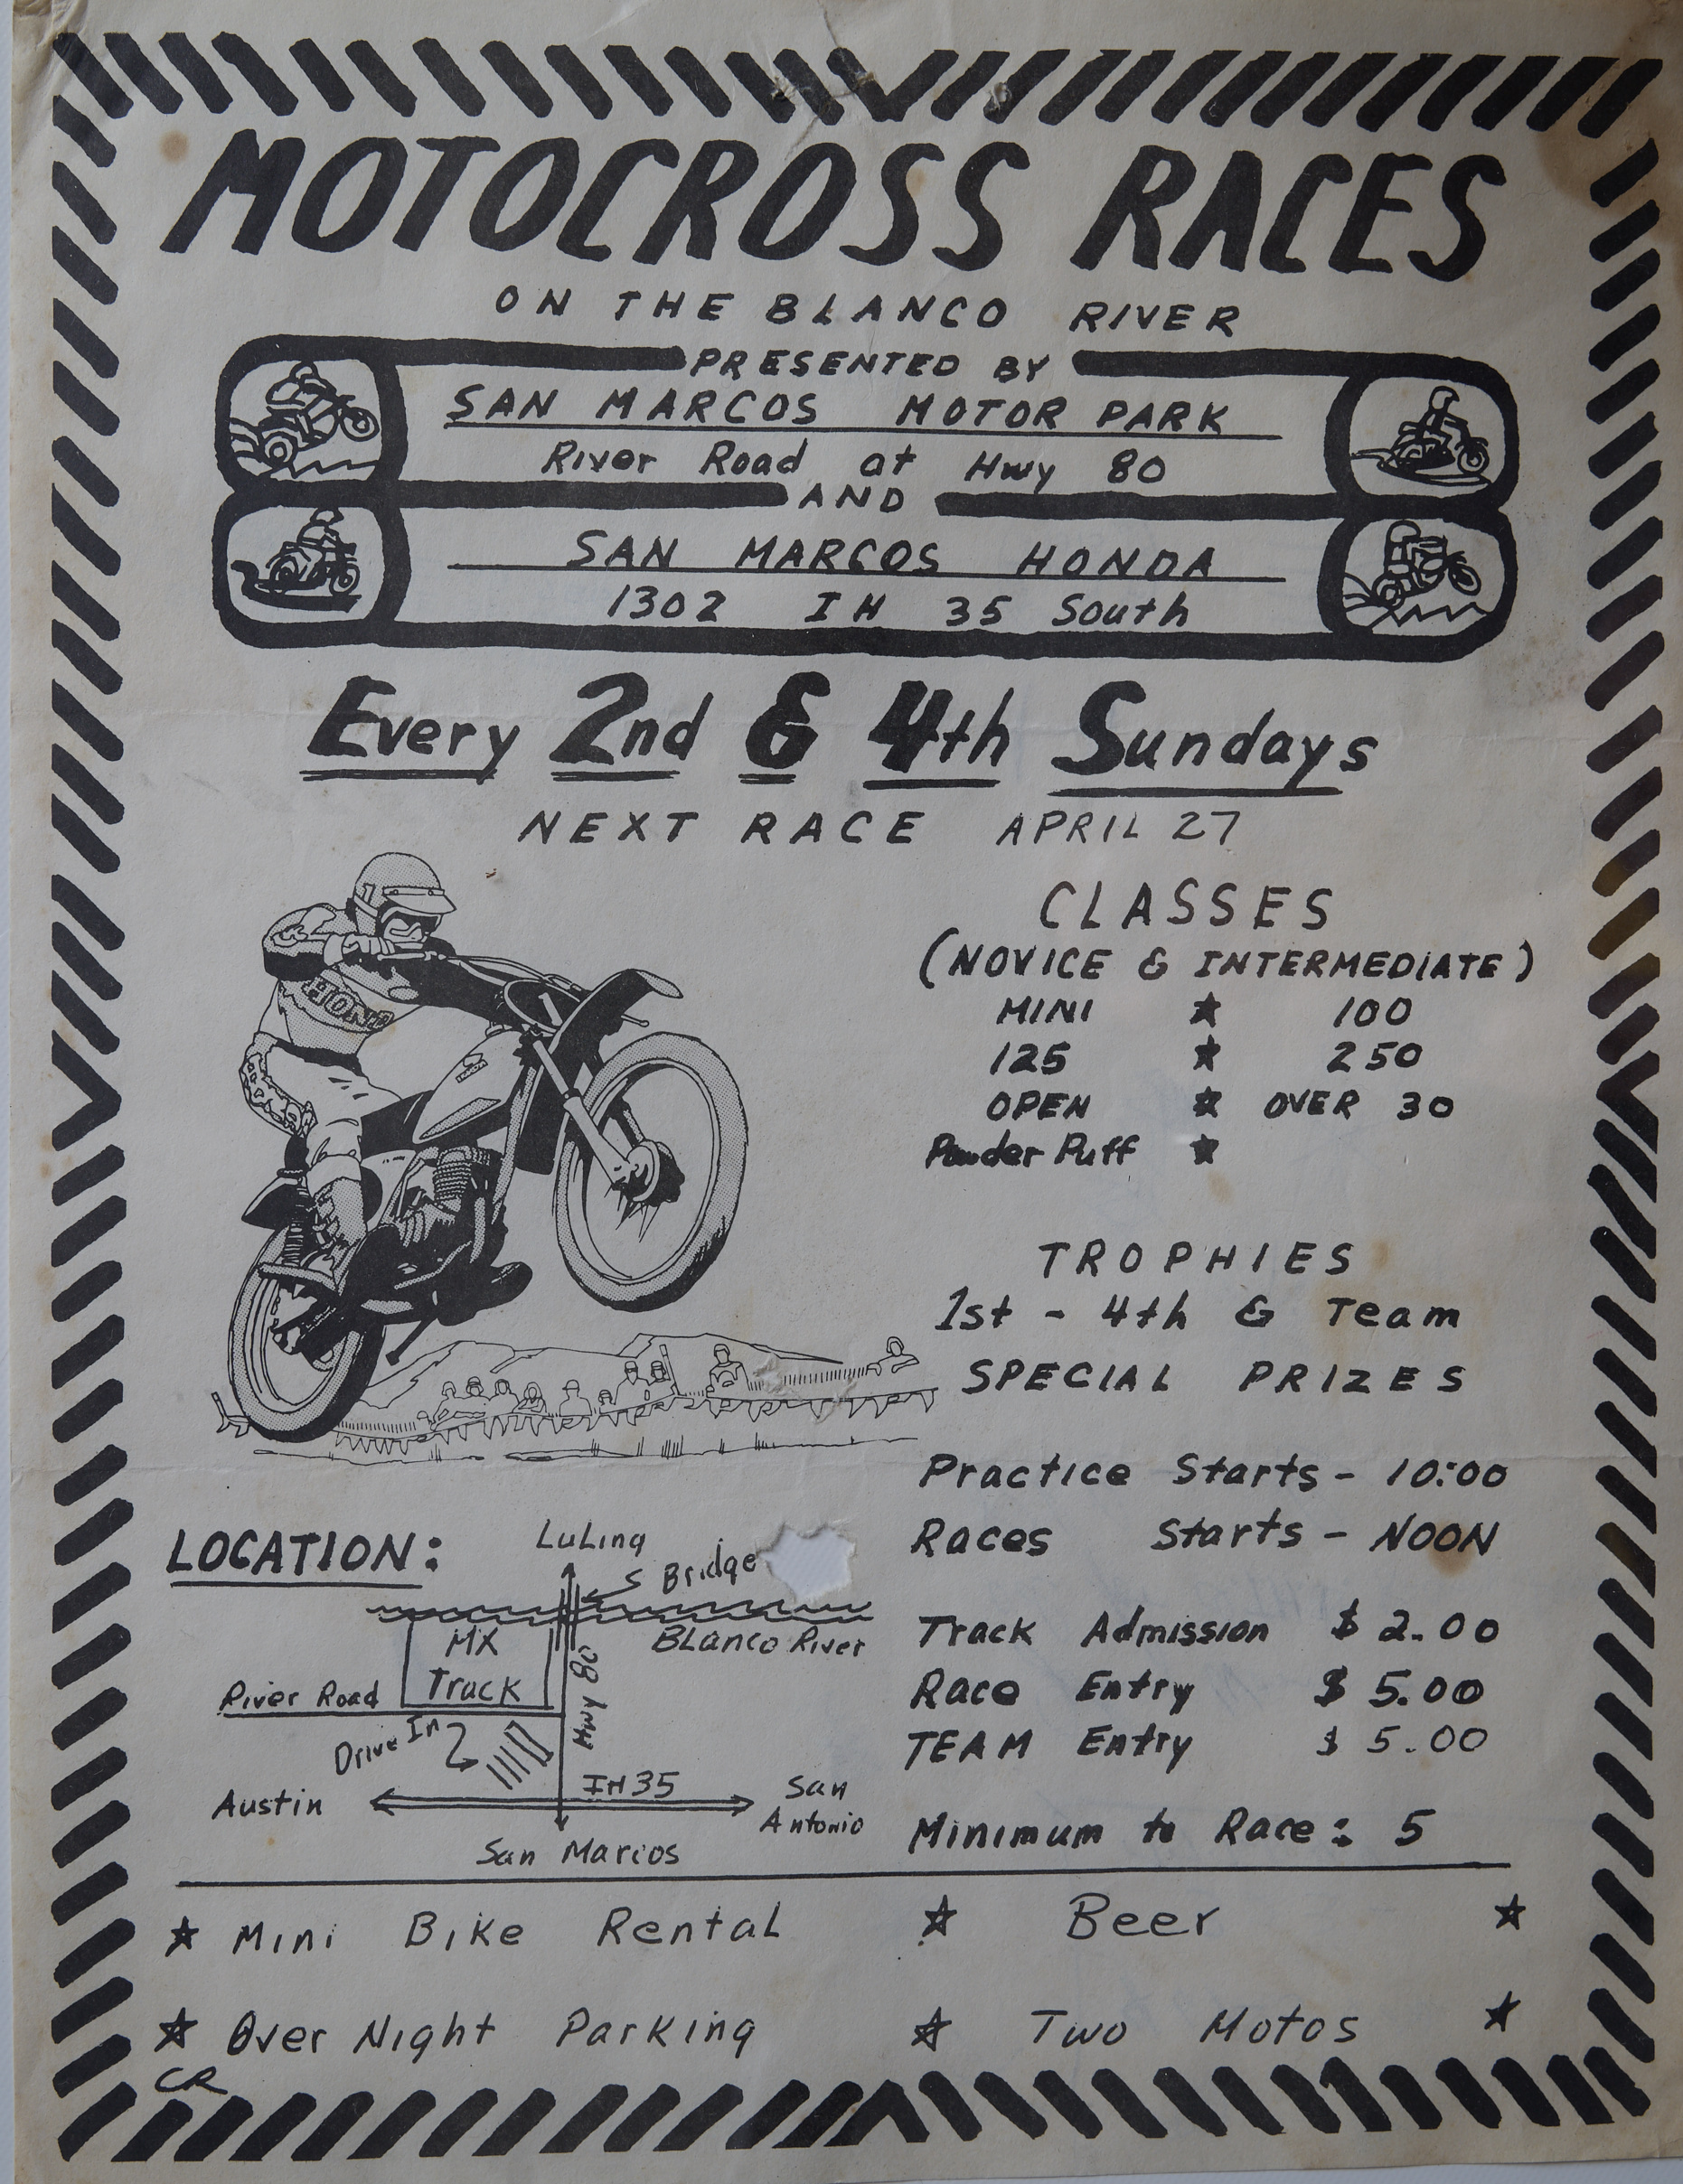 MOTOCROSS RACES
ON THE BLANCO RIVER
PRESENTED BY
SAN MARCOS MOTOR PARK
River Road at Hwy 80
AND
SAN MARCOS HONDA
1302 IH 35 South
Every 2nd & 4th Sundays
NEXT RACE APRIL 27
HOND
CLASSES
(NOVICE & INTERMEDIATE)
MINI ★ 100
125 ★ 250
OPEN ★ OVER 30
Powder Puff ★
TROPHIES
1st - 4th & Team
SPECIAL PRIZES
Practice Starts - 10:00
Races Starts - NOON
Track Admission $ 2.00
Race Entry $ 5.00
TEAM Entry $ 5.00
Minimum to Race: 5
LOCATION:
LuLing
Bridge
MX
Track
Blanco River
River Road
Hwy 80
Drive In
IH 35
Austin
San
Antonio
San Marcos
★ Mini Bike Rental ★ Beer ★
★ Over Night Parking ★ Two Motos ★
CR